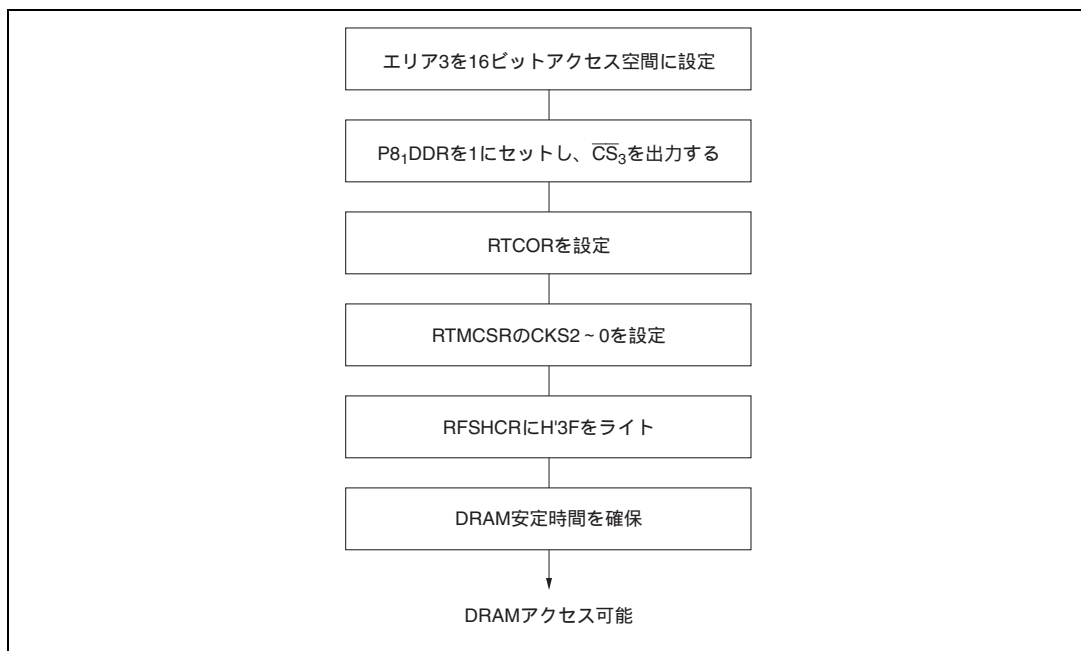 エリア3を16ビットアクセス空間に設定
P8₁DDRを1にセットし、C̅S̅₃を出力する
RTCORを設定
RTMCSRのCKS2~0を設定
RFSHCRにH'3Fをライト
DRAM安定時間を確保
DRAMアクセス可能